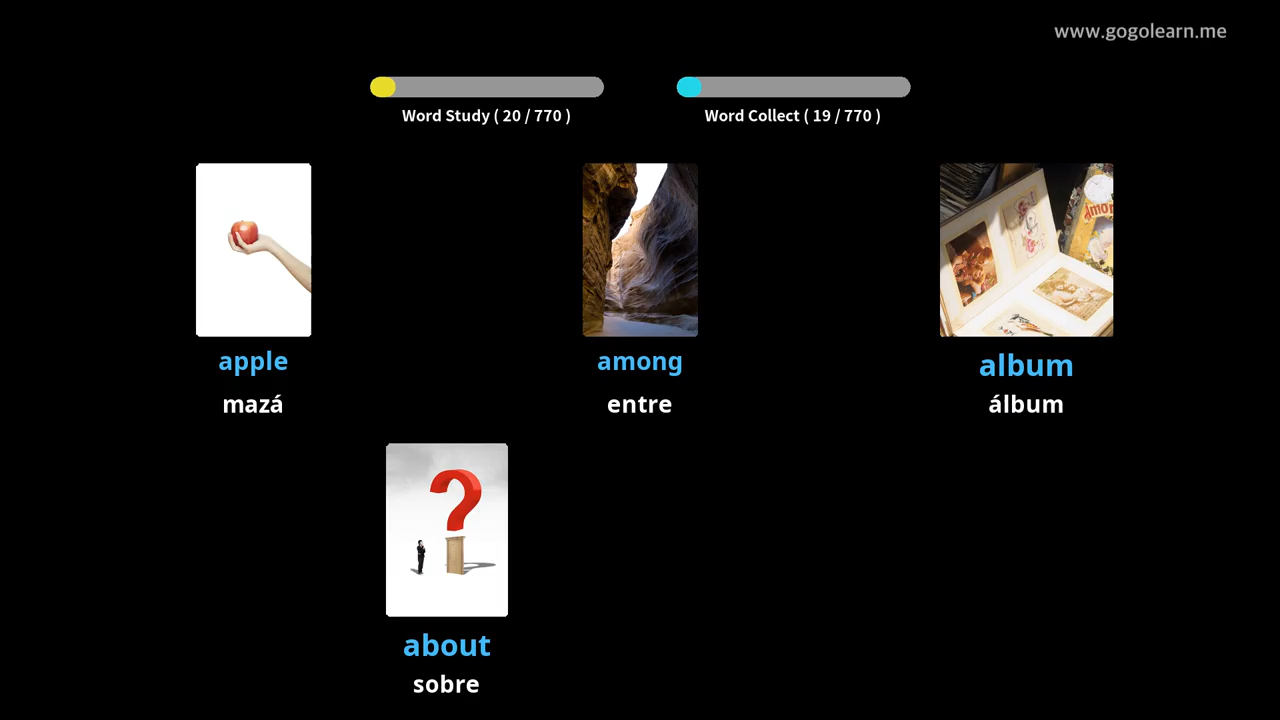 www.gogolearn.me
Word Study ( 20 / 770 )
Word Collect ( 19 / 770 )
apple
mazá
among
entre
album
álbum
about
sobre